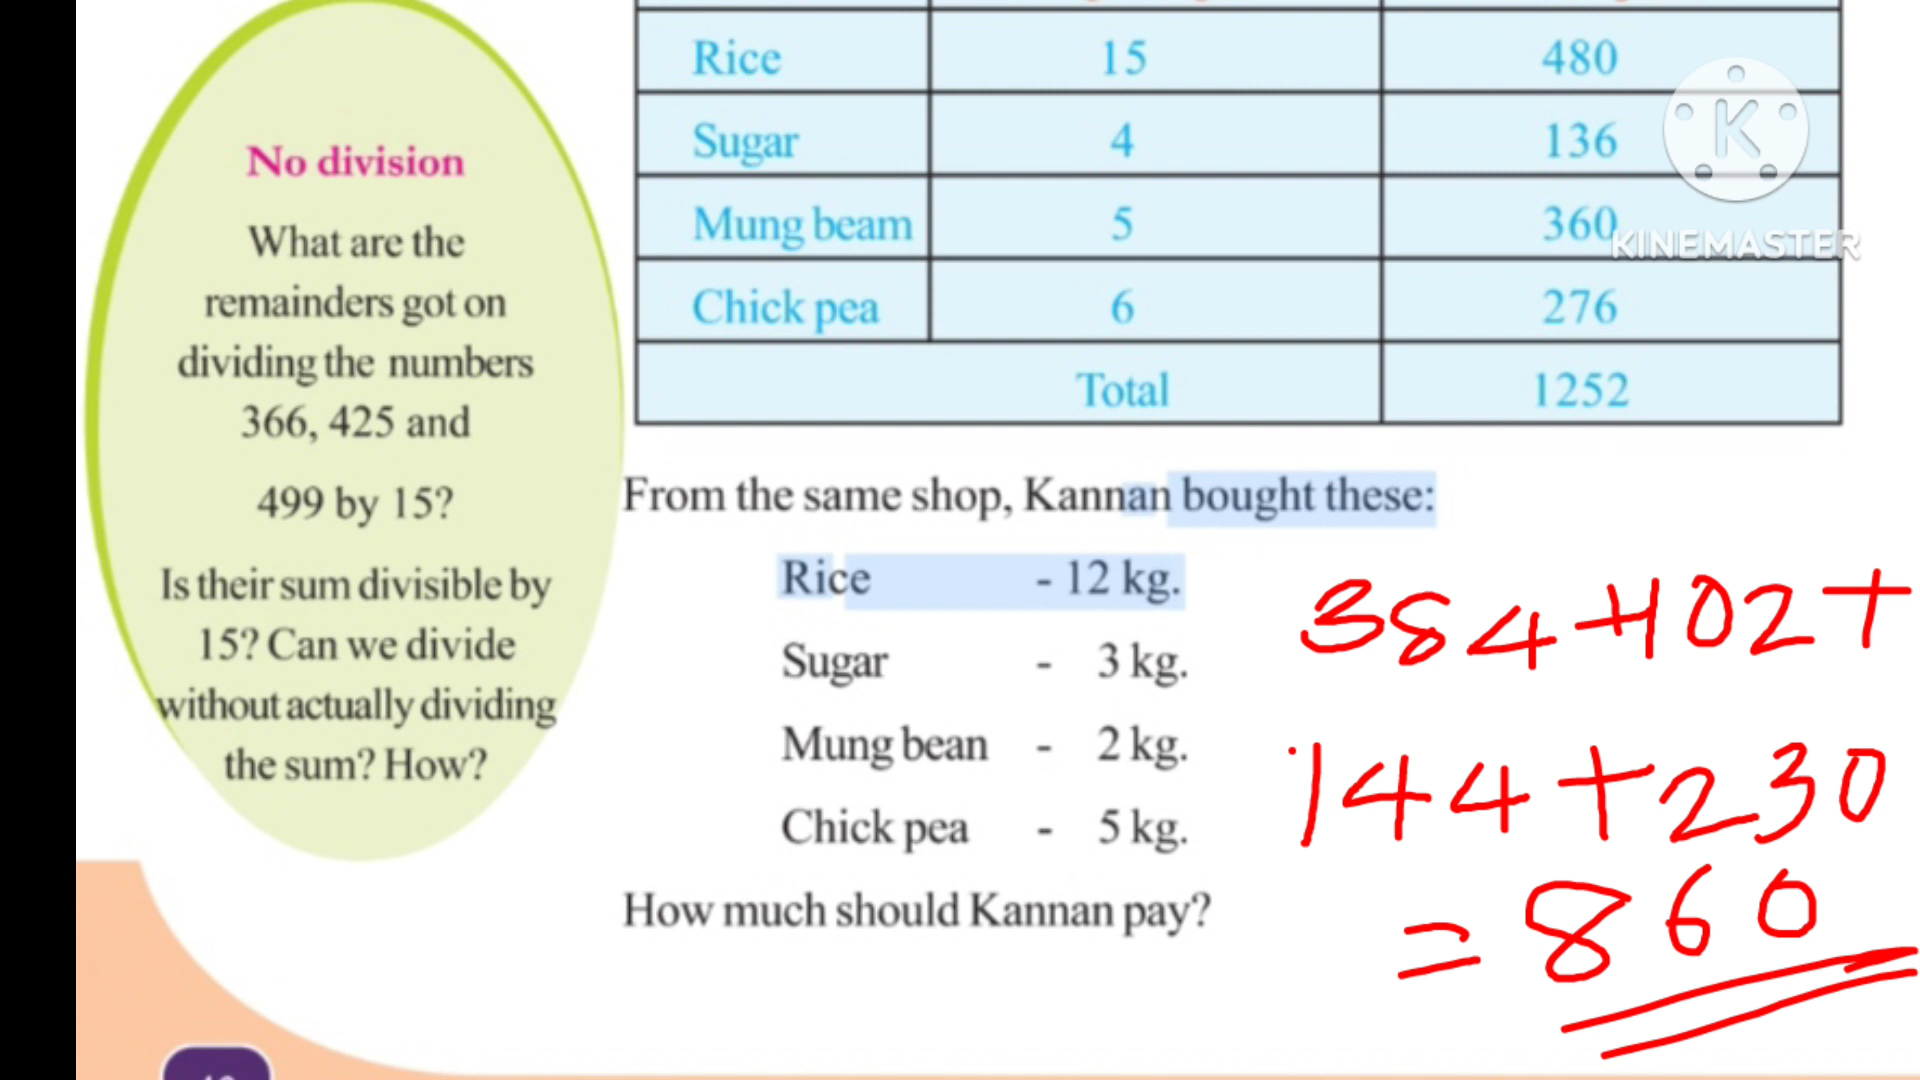 No division
What are the
remainders got on
dividing the numbers
366, 425 and
499 by 15?
Is their sum divisible by
15? Can we divide
without actually dividing
the sum? How?
Rice 15 480
Sugar 4 136
Mung beam 5 360
Chick pea 6 276
Total 1252
K
KINEMASTER
From the same shop, Kannan bought these:
Rice - 12 kg.
Sugar - 3 kg.
Mung bean - 2 kg.
Chick pea - 5 kg.
How much should Kannan pay?
384+102+
144+230
=860